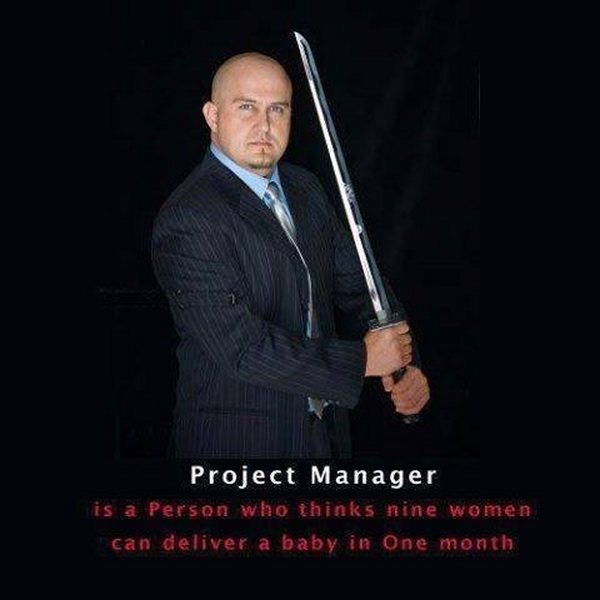 Project Manager
is a Person who thinks nine women
can deliver a baby in One month